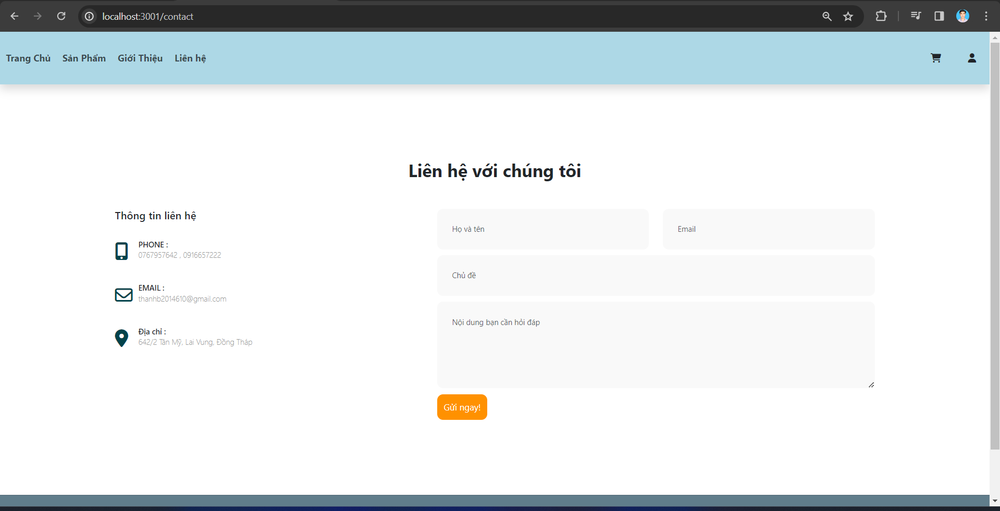 localhost:3001/contact
Trang Chủ Sản Phẩm Giới Thiệu Liên hệ
Liên hệ với chúng tôi
Thông tin liên hệ
PHONE :
0767957642 , 0916657222
EMAIL :
thanhb2014610@gmail.com
Địa chỉ :
642/2 Tân Mỹ, Lai Vung, Đồng Tháp
Họ và tên
Email
Chủ đề
Nội dung bạn cần hỏi đáp
Gửi ngay!